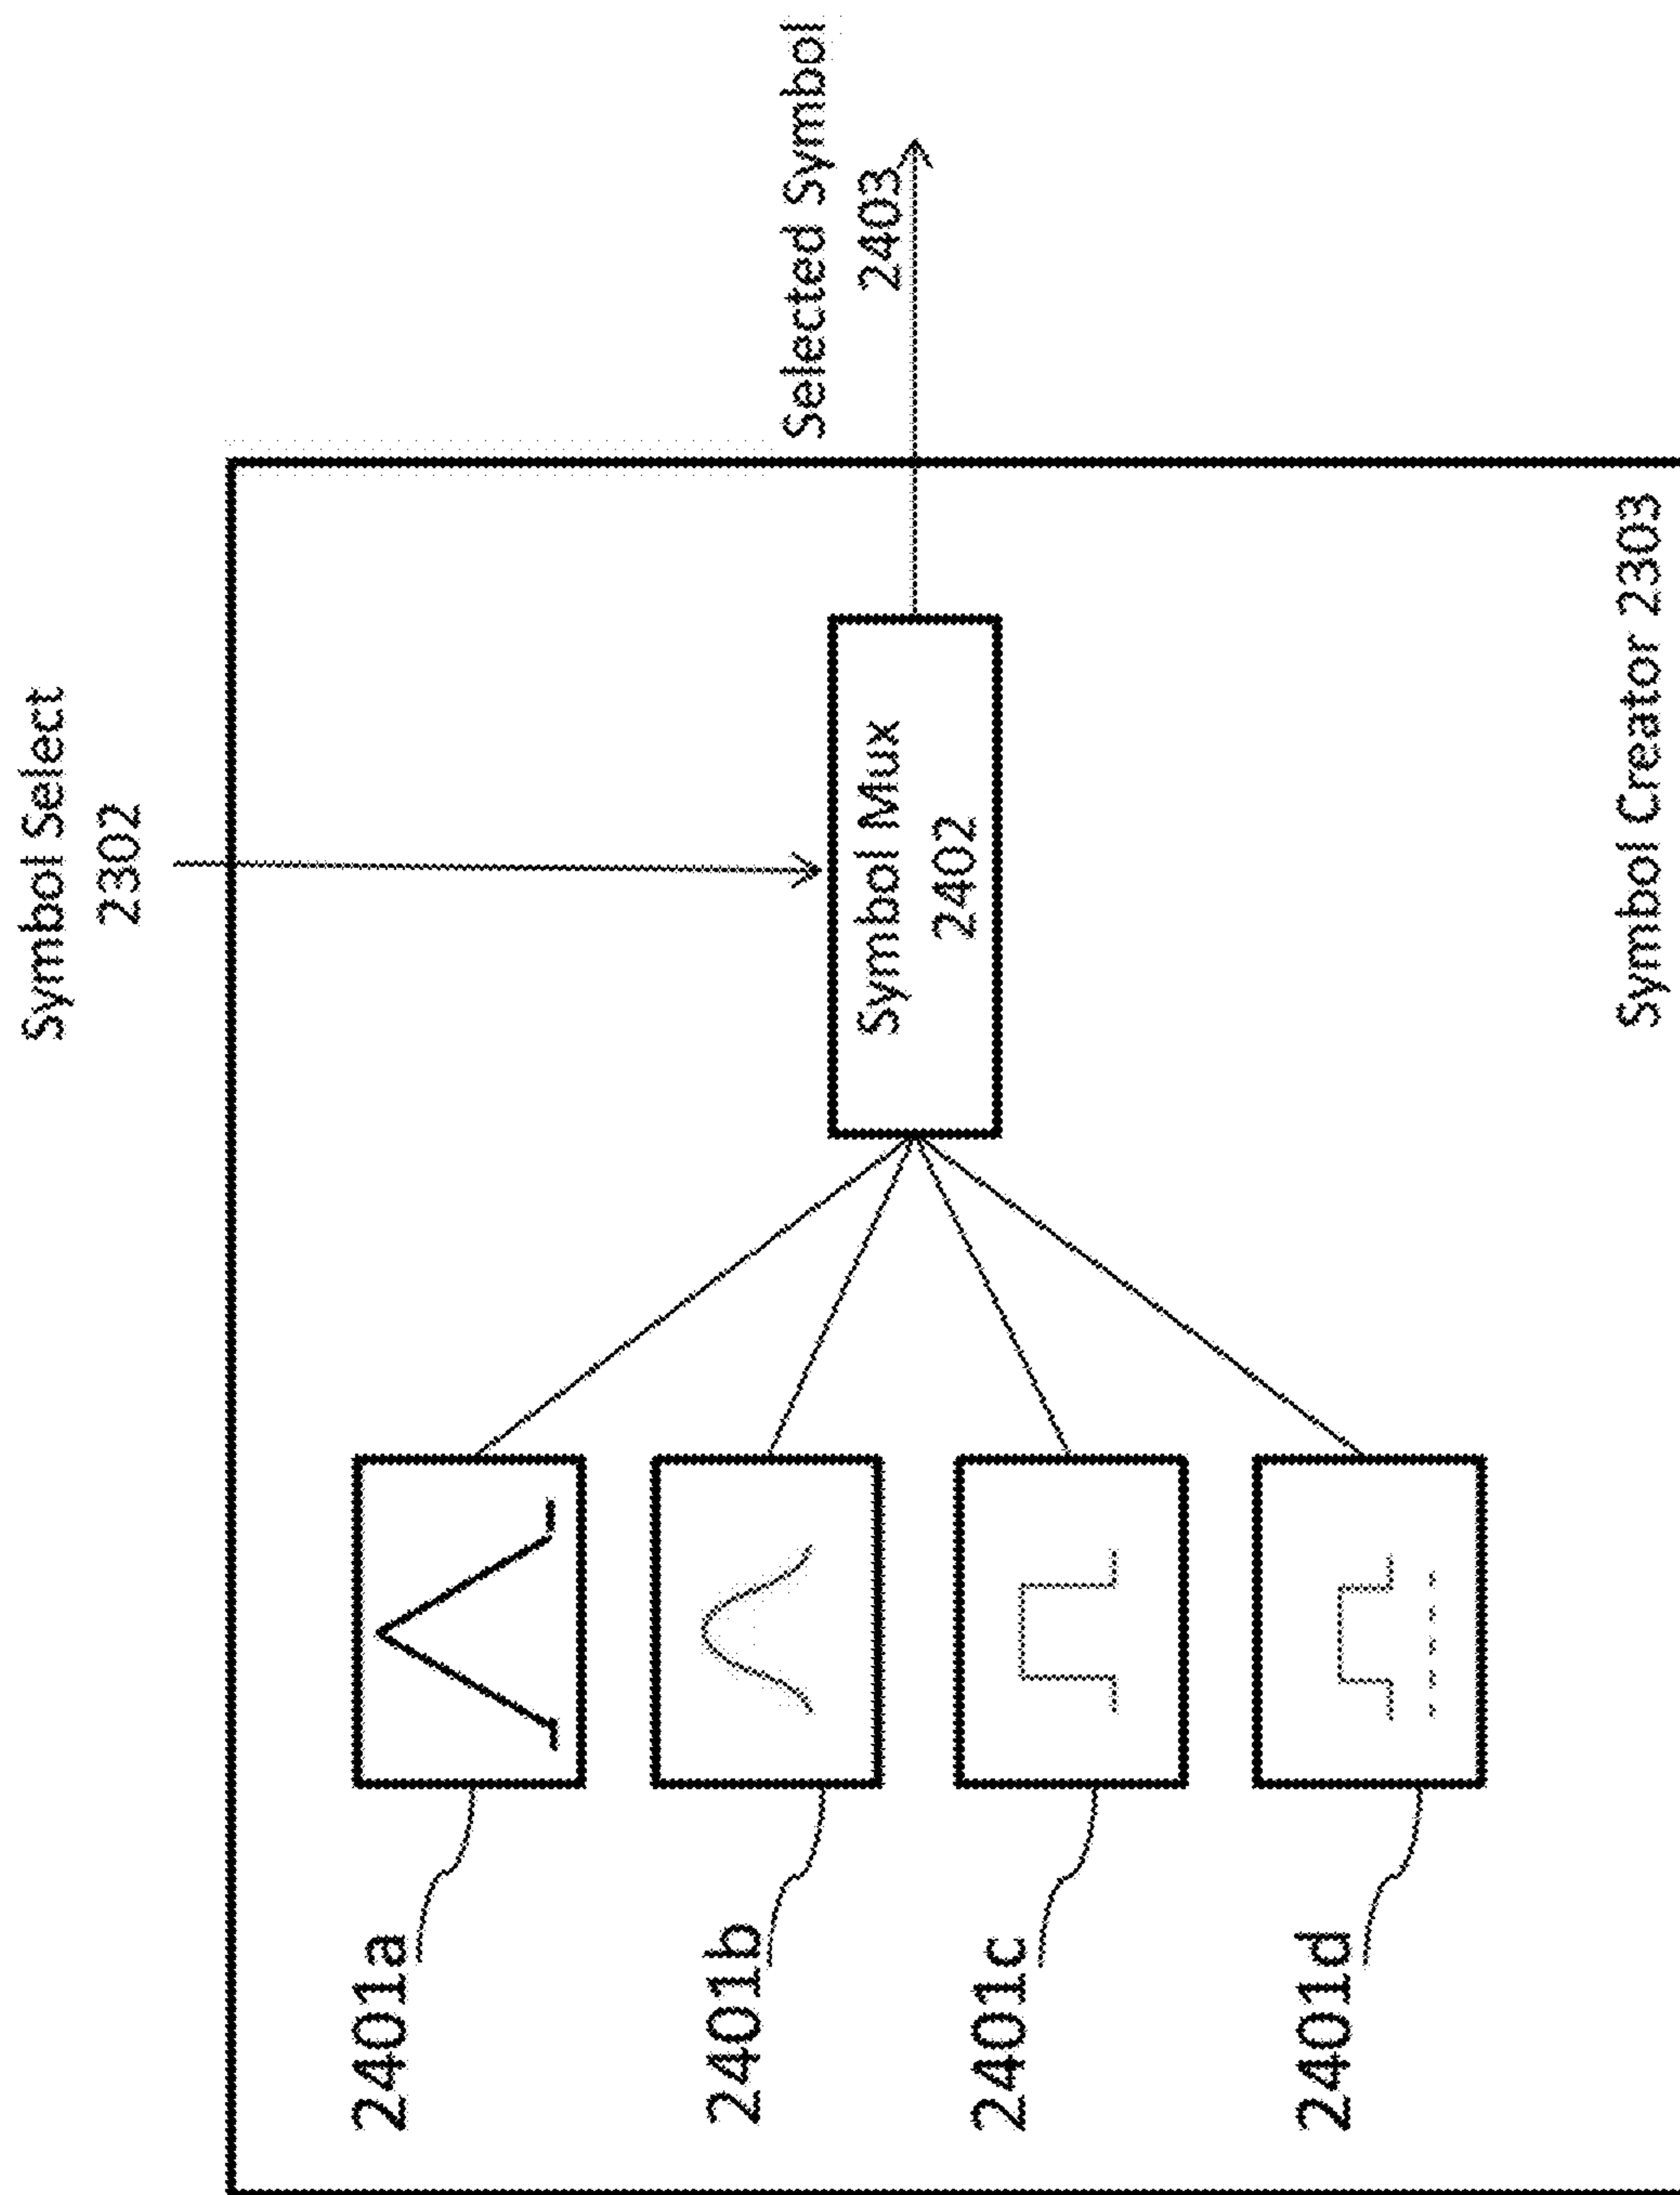 Symbol Select
2302
2401a
2401b
2401c
2401d
Symbol Mux
2402
Selected Symbol
2403
Symbol Creator 2303